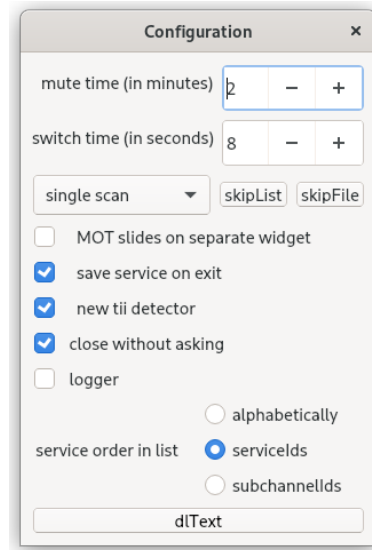 Configuration ×
mute time (in minutes) 2 − +
switch time (in seconds) 8 − +
single scan skipList skipFile
MOT slides on separate widget
save service on exit
new tii detector
close without asking
logger
alphabetically
service order in list serviceIds
subchannelIds
dlText